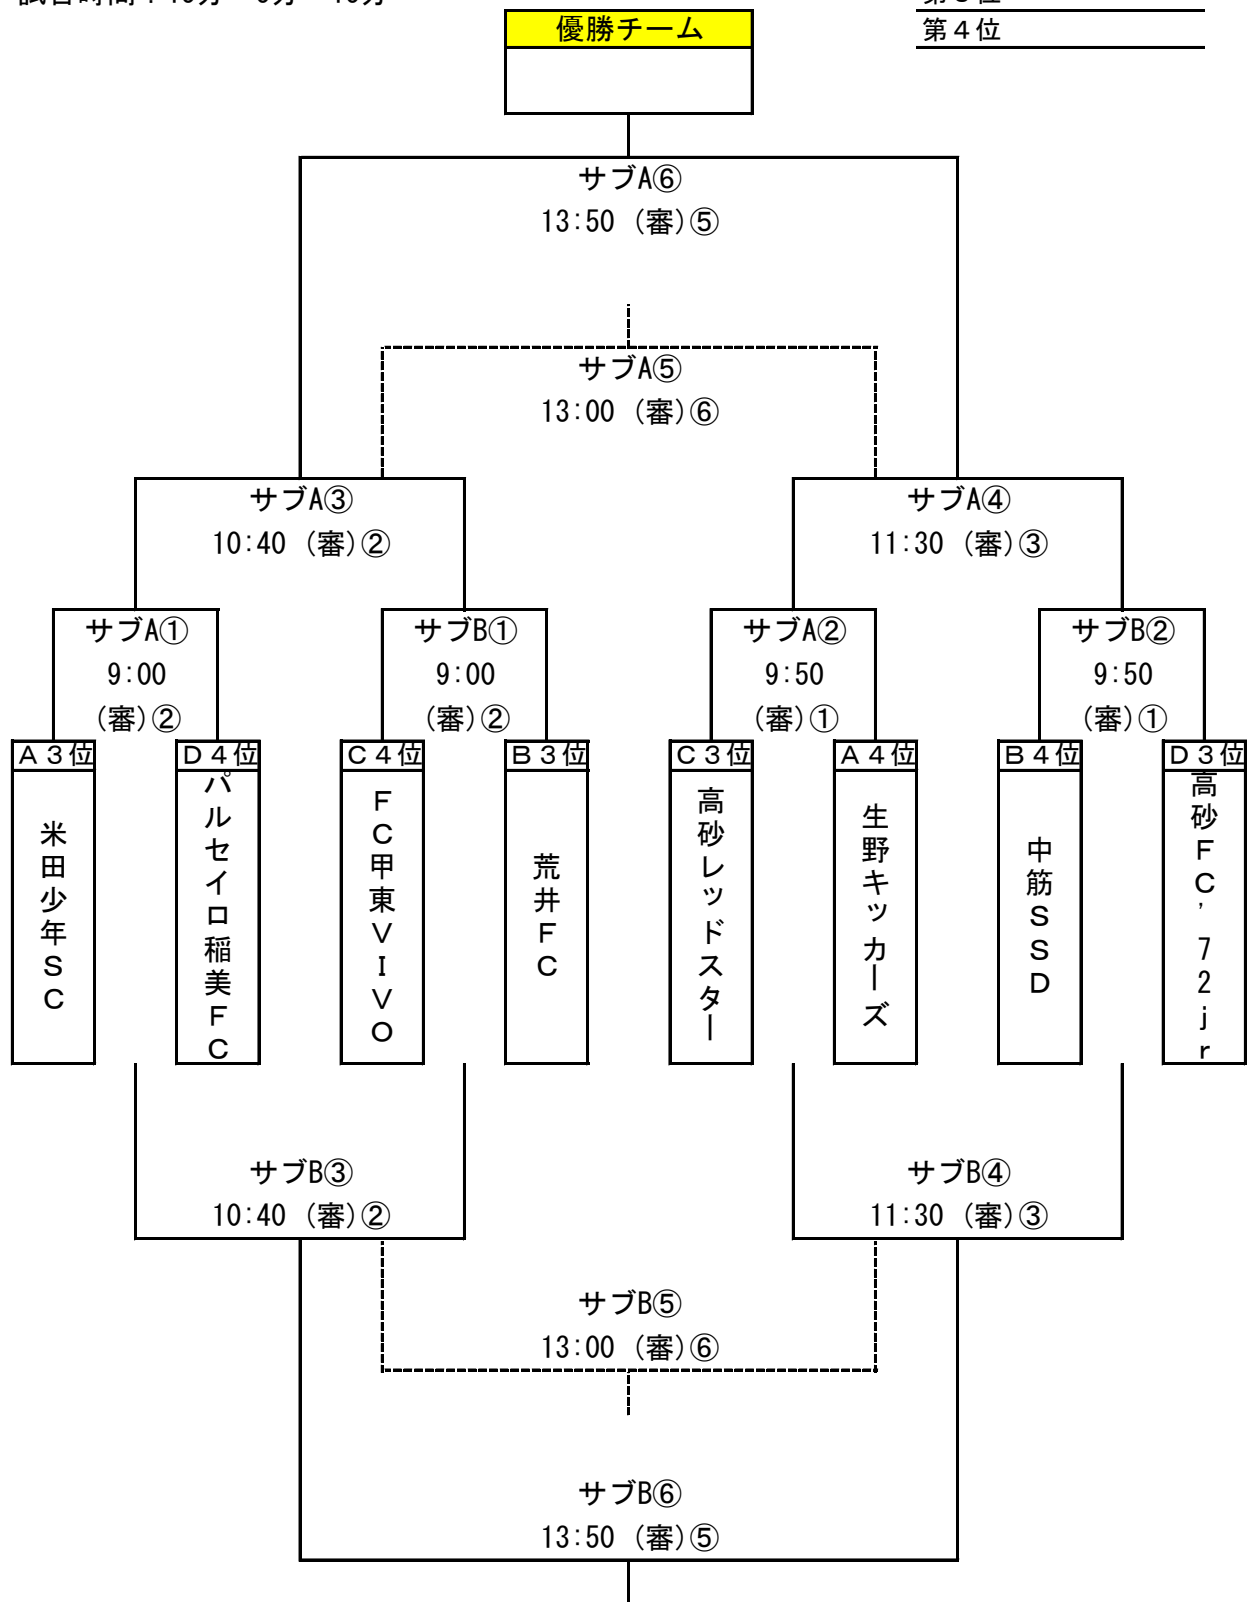 第４位
優勝チーム
サブA⑥
13:50 (審)⑤
サブA⑤
13:00 (審)⑥
サブA③
10:40 (審)②
サブA④
11:30 (審)③
サブA①
9:00
(審)②
サブB①
9:00
(審)②
サブA②
9:50
(審)①
サブB②
9:50
(審)①
Ａ３位
米田少年ＳＣ
Ｄ４位
パルセイロ稲美ＦＣ
Ｃ４位
ＦＣ甲東ＶＩＶＯ
Ｂ３位
荒井ＦＣ
Ｃ３位
高砂レッドスター
Ａ４位
生野キッカーズ
Ｂ４位
中筋ＳＳＤ
Ｄ３位
高砂ＦＣ’７２ｊｒ
サブB③
10:40 (審)②
サブB④
11:30 (審)③
サブB⑤
13:00 (審)⑥
サブB⑥
13:50 (審)⑤